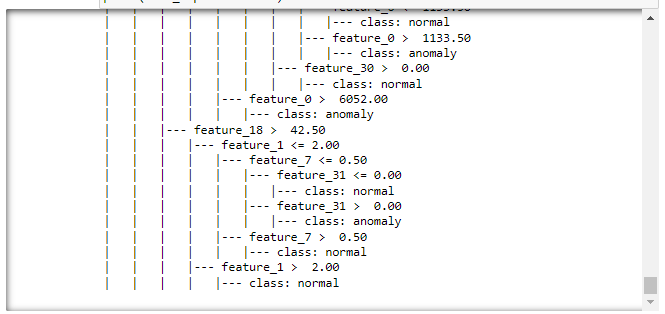 |   |   |   |   |   |   |   |   |--- class: normal
|   |   |   |   |   |   |--- feature_0 >  1133.50
|   |   |   |   |   |   |   |--- class: anomaly
|   |   |   |   |   |--- feature_30 >  0.00
|   |   |   |   |   |   |--- class: normal
|   |   |   |--- feature_0 >  6052.00
|   |   |   |   |--- class: anomaly
|   |--- feature_18 >  42.50
|   |   |--- feature_1 <= 2.00
|   |   |   |--- feature_7 <= 0.50
|   |   |   |   |--- feature_31 <= 0.00
|   |   |   |   |   |--- class: normal
|   |   |   |   |--- feature_31 >  0.00
|   |   |   |   |   |--- class: anomaly
|   |   |   |--- feature_7 >  0.50
|   |   |   |   |--- class: normal
|   |   |--- feature_1 >  2.00
|   |   |   |--- class: normal